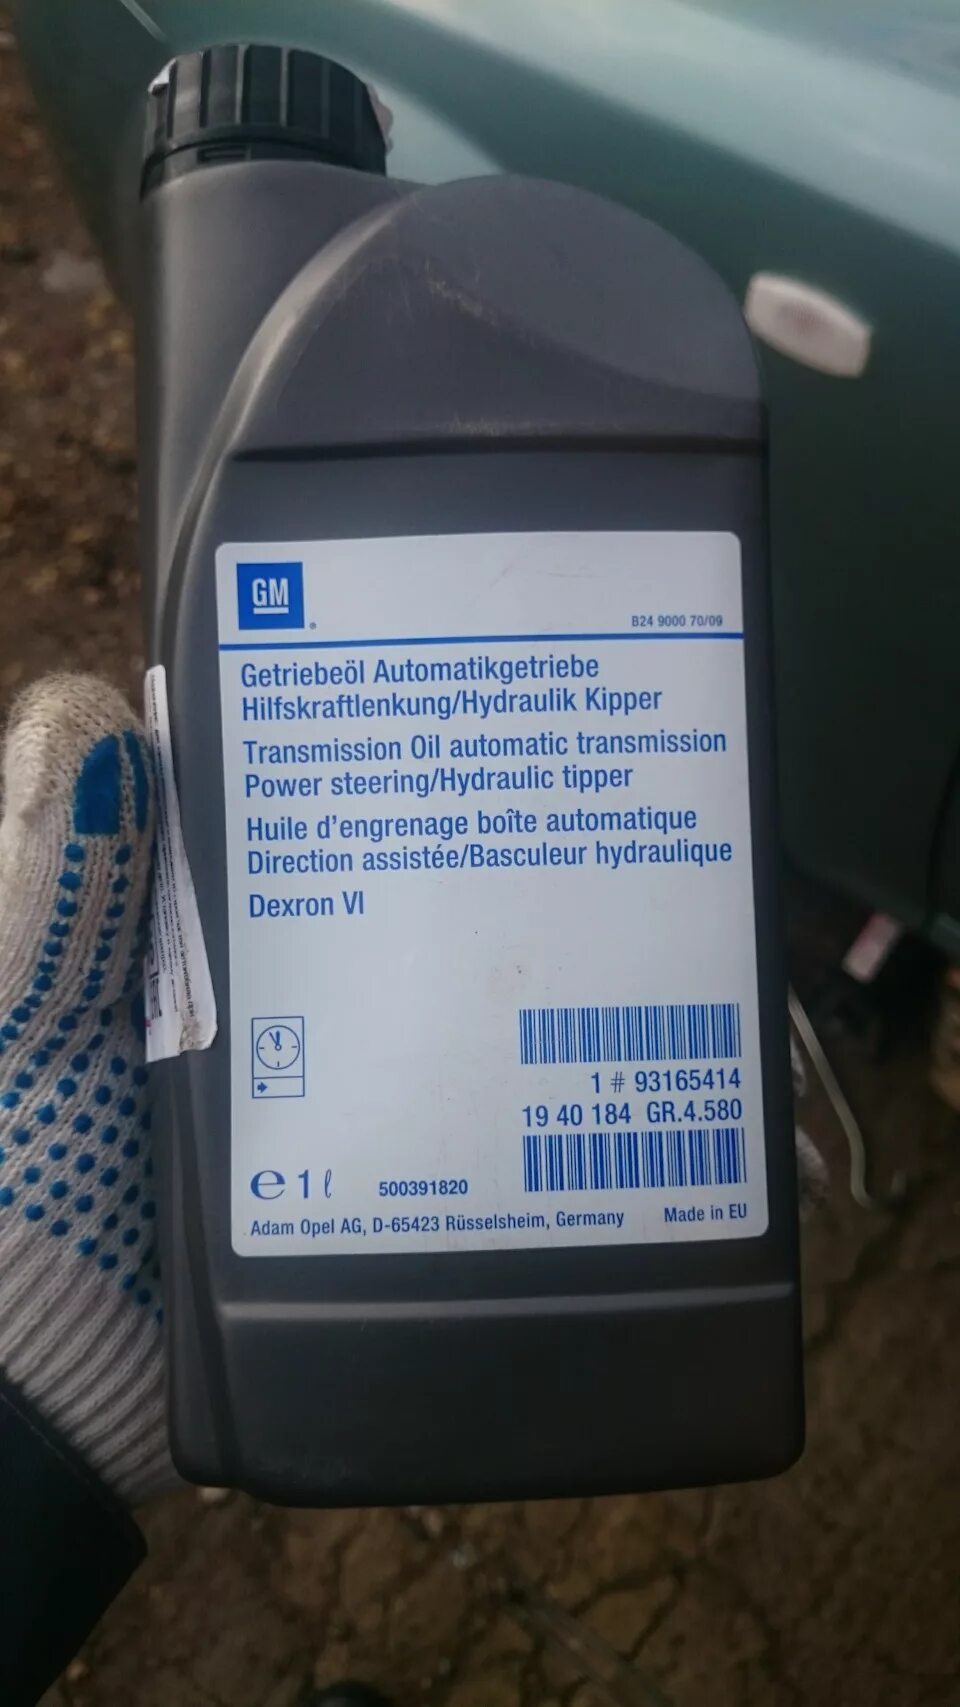 GM
®
B24 9000 70/09
Getriebeöl Automatikgetriebe
Hilfskraftlenkung/Hydraulik Kipper
Transmission Oil automatic transmission
Power steering/Hydraulic tipper
Huile d'engrenage boîte automatique
Direction assistée/Basculeur hydraulique
Dexron VI
1 # 93165414
19 40 184 GR.4.580
e 1 ℓ
500391820
Adam Opel AG, D-65423 Rüsselsheim, Germany
Made in EU